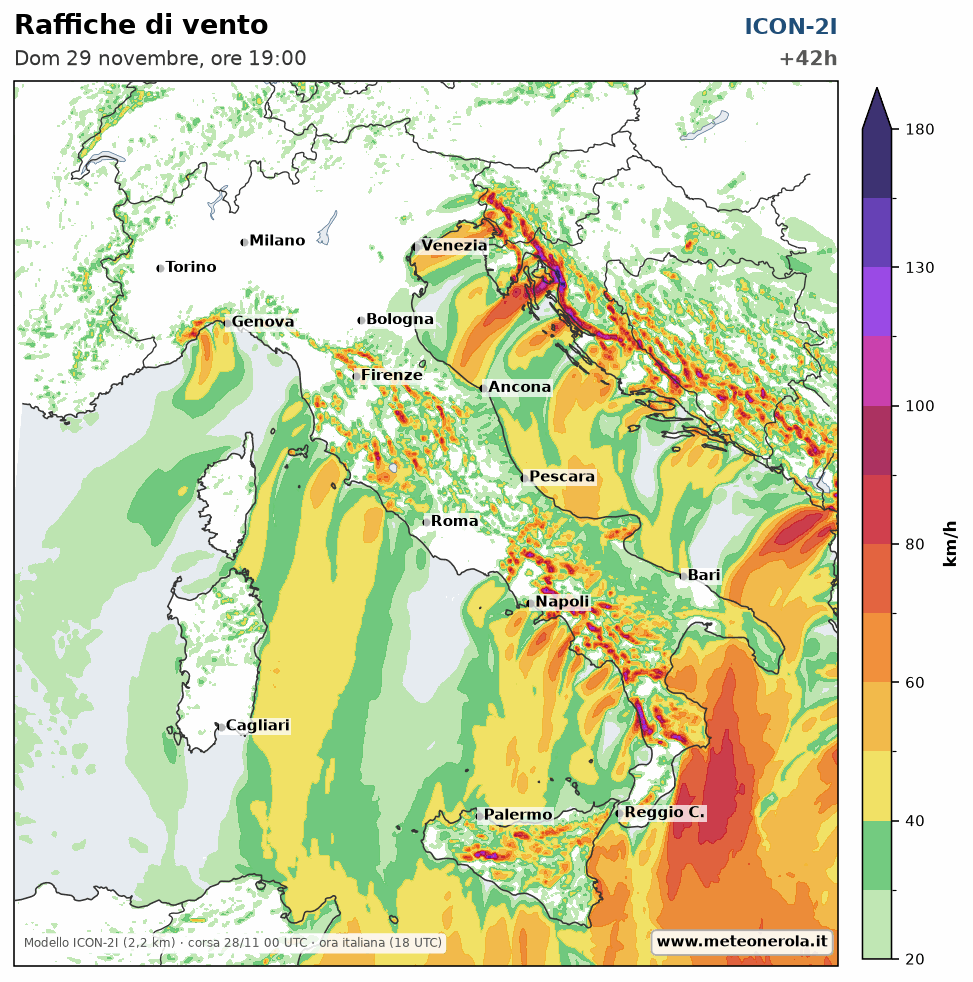 Raffiche di vento
ICON-2I
Dom 29 novembre, ore 19:00
+42h
180
130
100
80
60
40
20
km/h
Venezia
Milano
Torino
Genova
Bologna
Firenze
Ancona
Pescara
Roma
Bari
Napoli
Cagliari
Palermo
Reggio C.
Modello ICON-2I (2,2 km) · corsa 28/11 00 UTC · ora italiana (18 UTC)
www.meteonerola.it